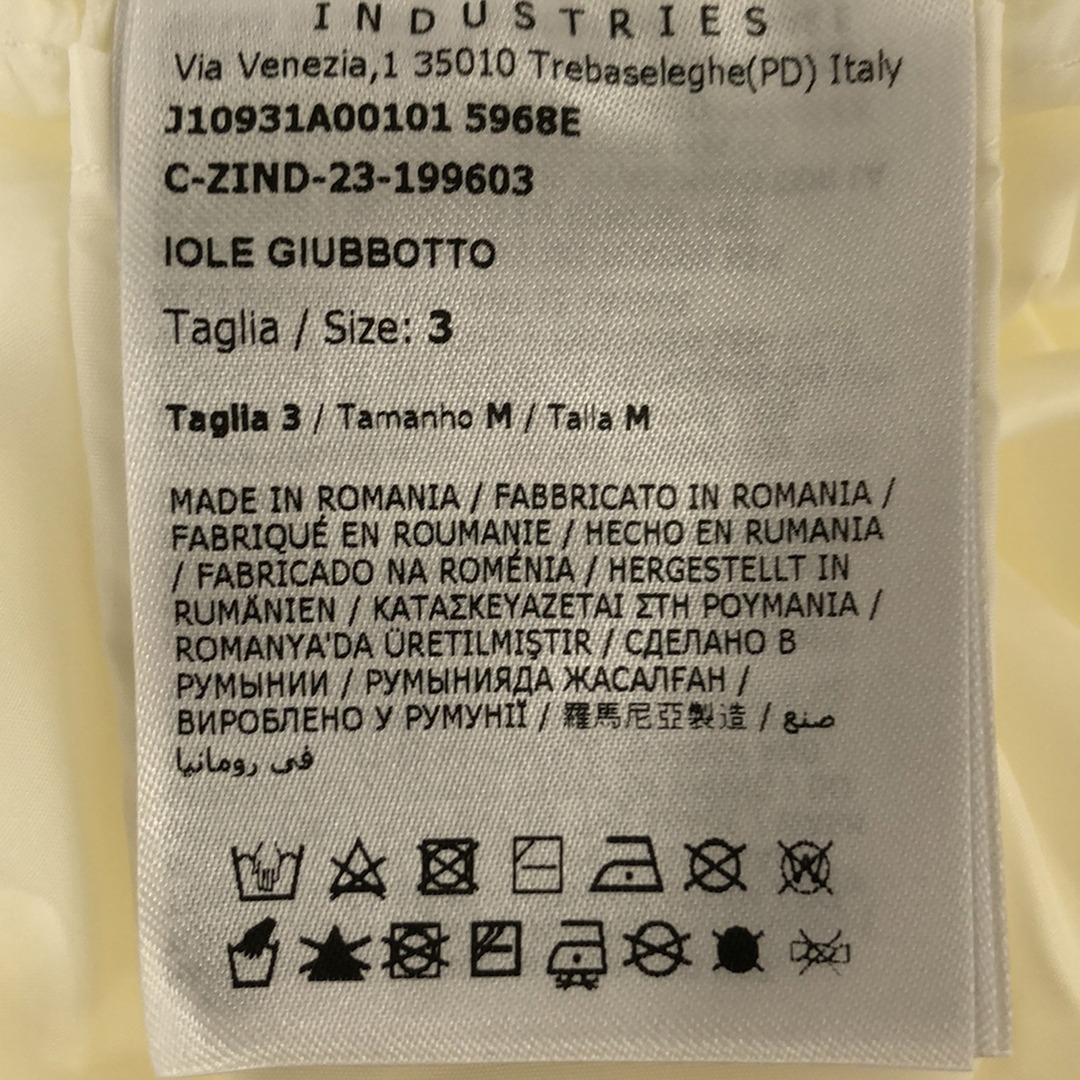 INDUSTRIES
Via Venezia,1 35010 Trebaseleghe(PD) Italy
J10931A00101 5968E
C-ZIND-23-199603
IOLE GIUBBOTTO
Taglia / Size: 3
Taglia 3 / Tamanho M / Talla M
MADE IN ROMANIA / FABBRICATO IN ROMANIA /
FABRIQUÉ EN ROUMANIE / HECHO EN RUMANIA
/ FABRICADO NA ROMÉNIA / HERGESTELLT IN
RUMÄNIEN / ΚΑΤΑΣΚΕΥΑΖΕΤΑΙ ΣΤΗ ΡΟΥΜΑΝΙΑ /
ROMANYA'DA ÜRETILMIŞTIR / СДЕЛАНО В
РУМЫНИИ / РУМЫНИЯДА ЖАСАЛҒАН /
ВИРОБЛЕНО У РУМУНІЇ / 羅馬尼亞製造 / صنع
في رومانيا
W